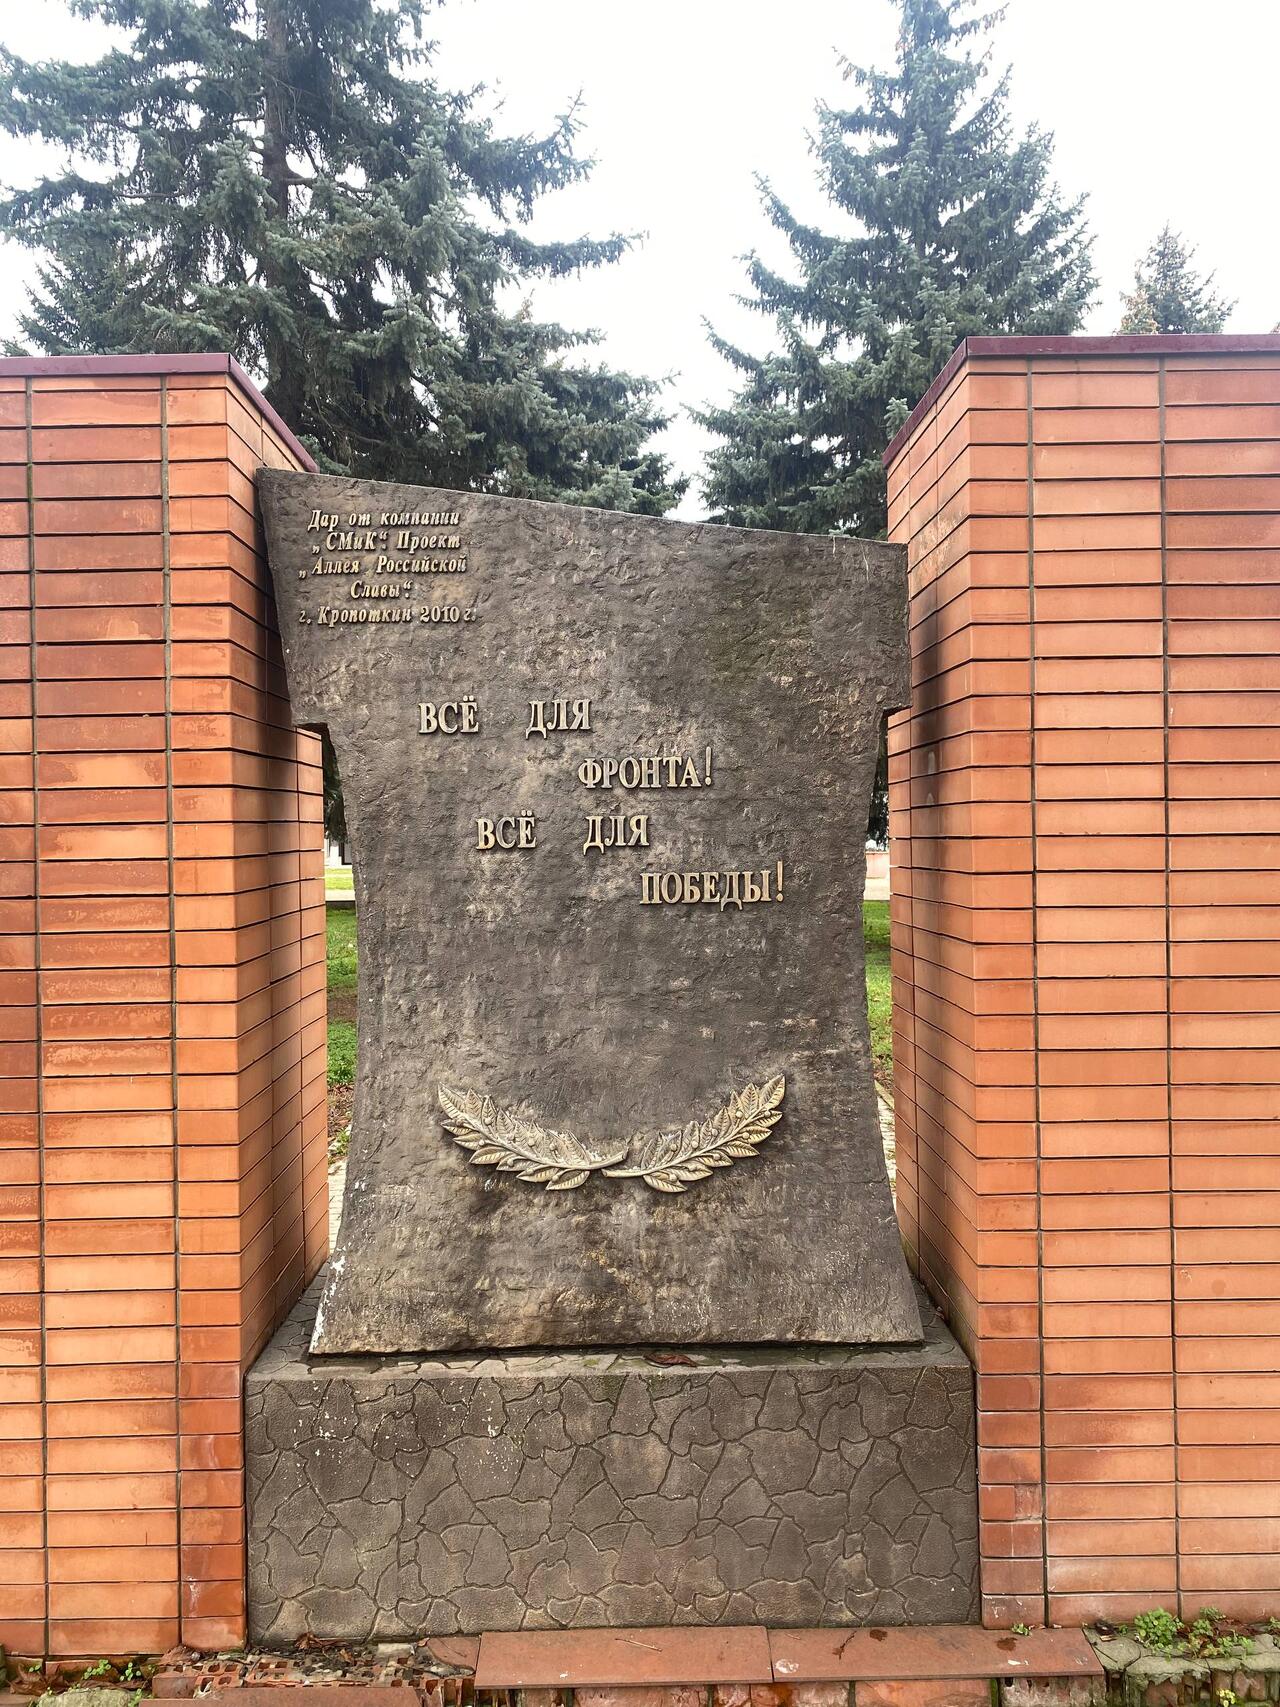 Дар от компании
„СМиК“. Проект
„Аллея Российской
Славы“.
г. Кропоткин 2010 г.
ВСЁ ДЛЯ
ФРОНТА!
ВСЁ ДЛЯ
ПОБЕДЫ!